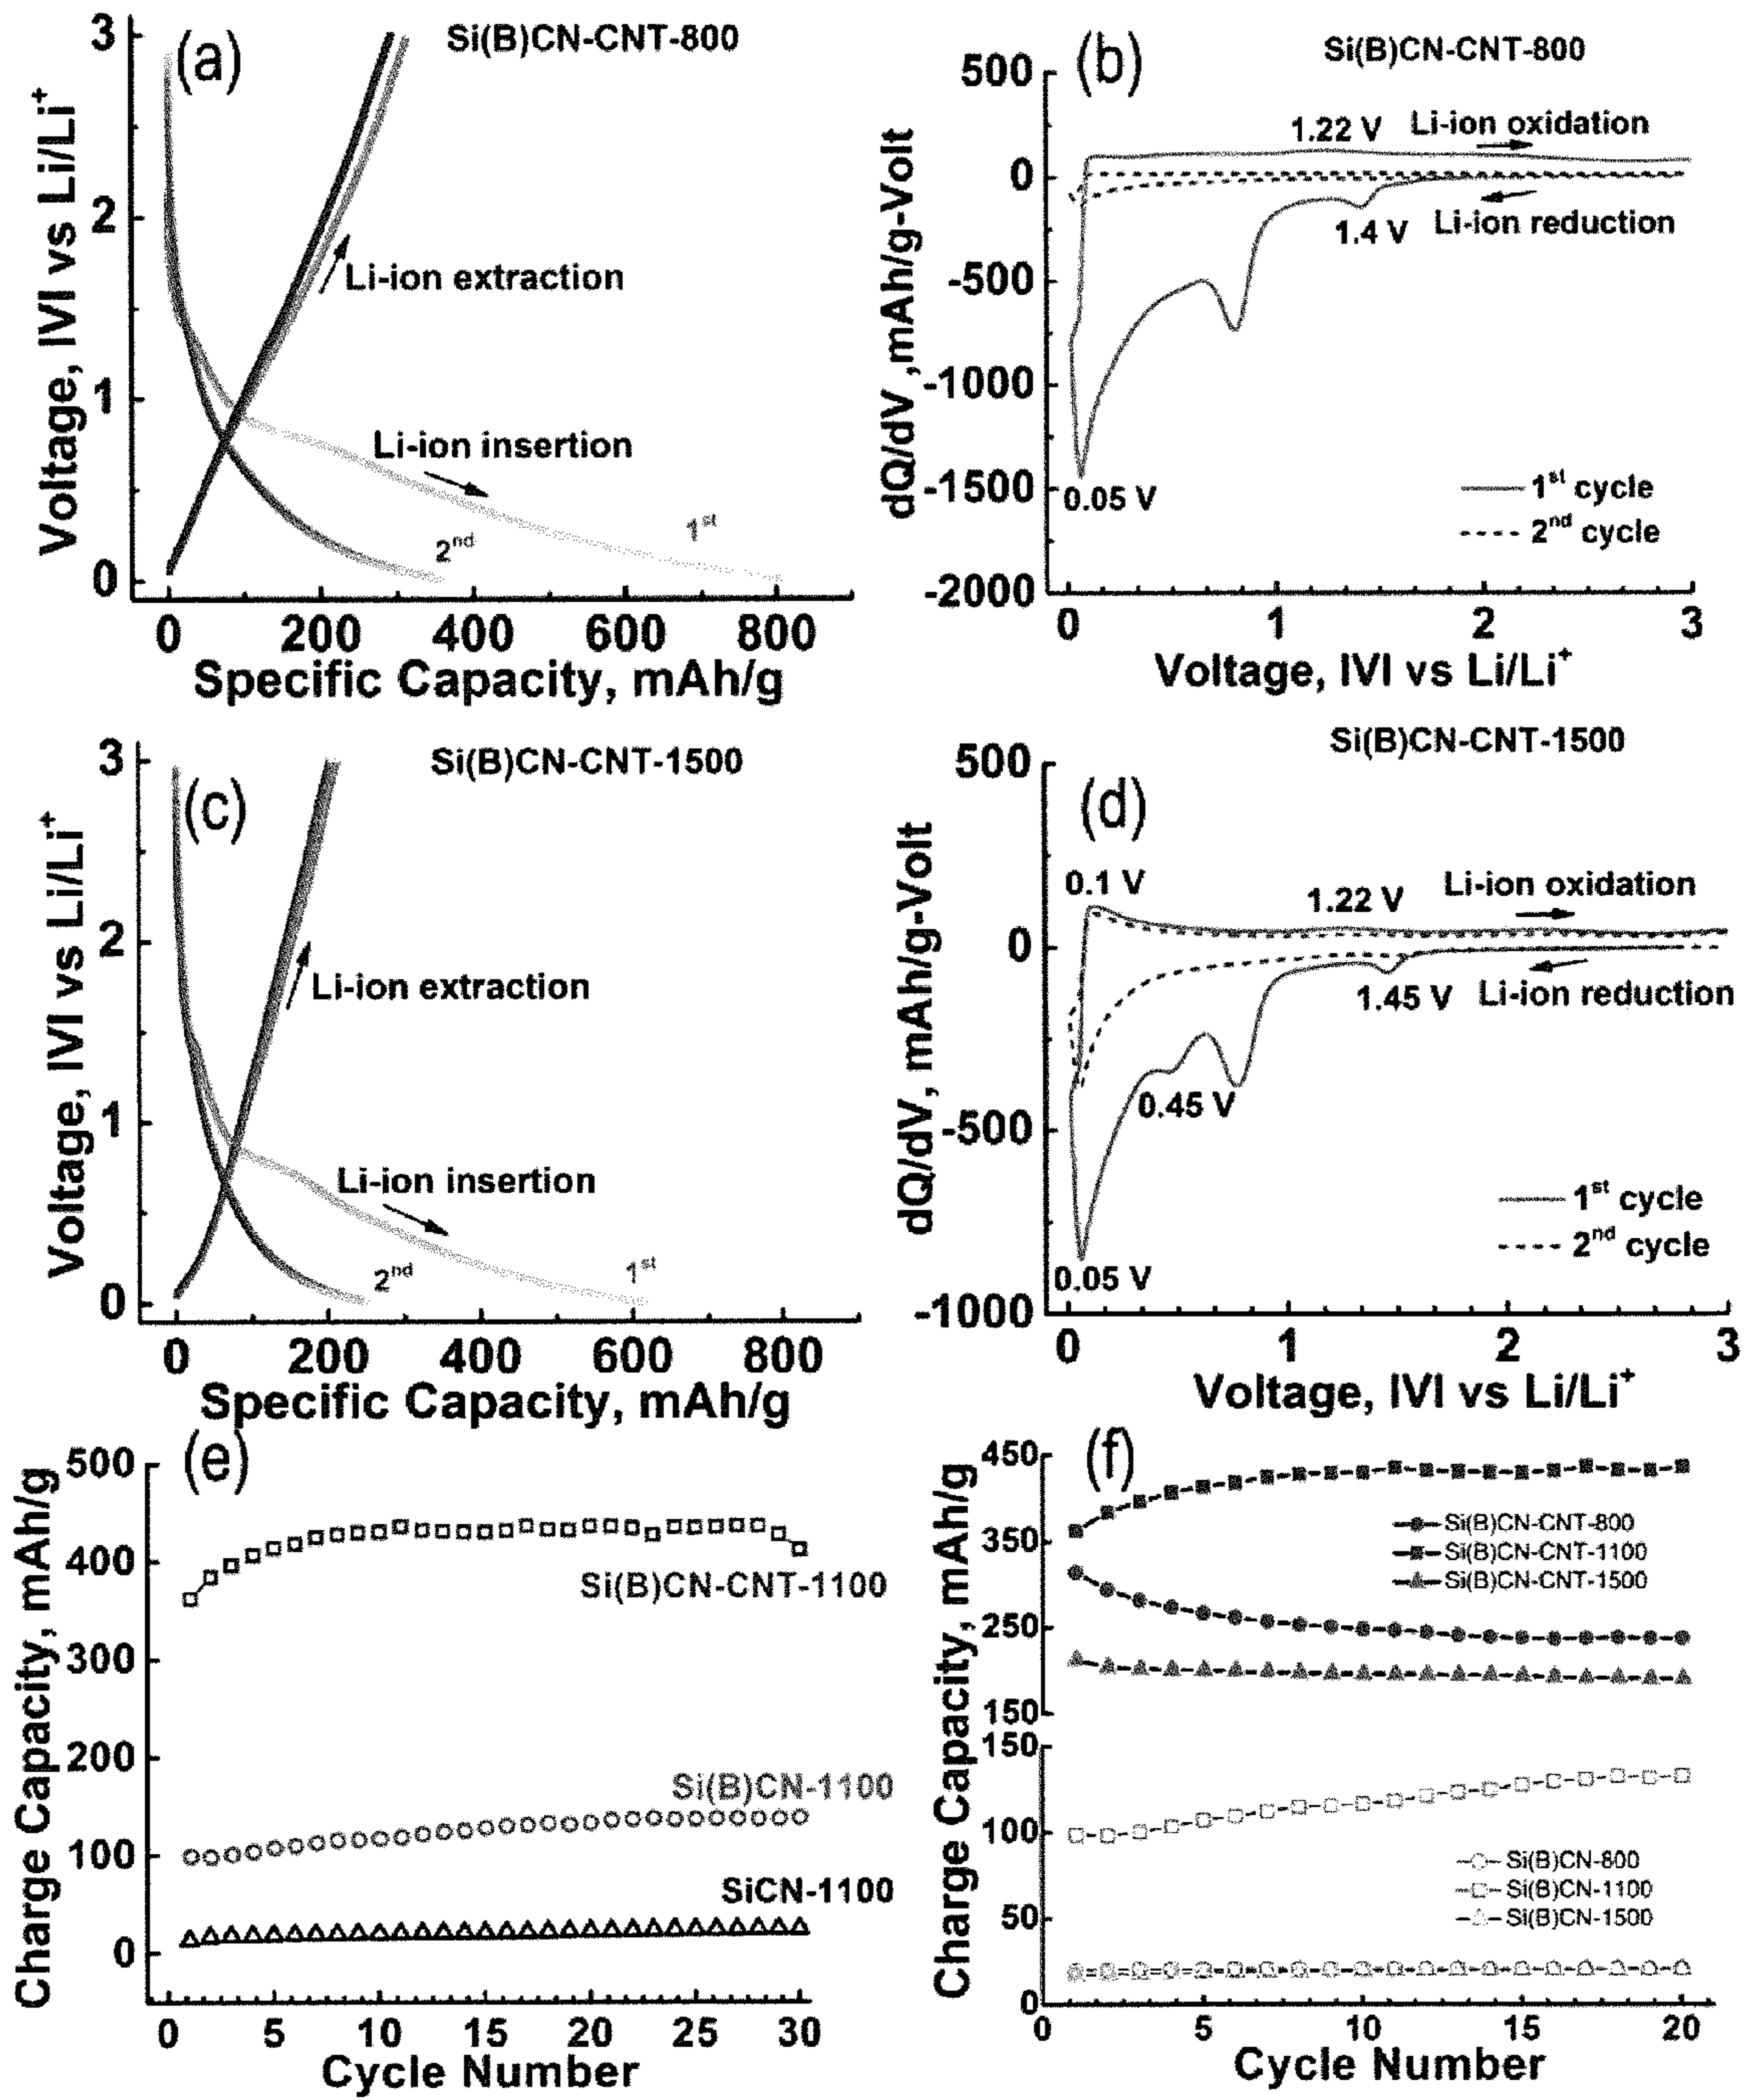 (a)
Si(B)CN-CNT-800
3
2
1
0
Voltage, IVI vs Li/Li+
Li-ion extraction
Li-ion insertion
1st
2nd
0 200 400 600 800
Specific Capacity, mAh/g
(b)
Si(B)CN-CNT-800
500
0
-500
-1000
-1500
-2000
dQ/dV ,mAh/g-Volt
1.22 V Li-ion oxidation
1.4 V Li-ion reduction
0.05 V
1st cycle
2nd cycle
0 1 2 3
Voltage, IVI vs Li/Li+
(c)
Si(B)CN-CNT-1500
3
2
1
0
Voltage, IVI vs Li/Li+
Li-ion extraction
Li-ion insertion
1st
2nd
0 200 400 600 800
Specific Capacity, mAh/g
(d)
Si(B)CN-CNT-1500
500
0
-500
-1000
dQ/dV, mAh/g-Volt
0.1 V
1.22 V Li-ion oxidation
1.45 V Li-ion reduction
0.45 V
0.05 V
1st cycle
2nd cycle
0 1 2 3
Voltage, IVI vs Li/Li+
(e)
500
400
300
200
100
0
Charge Capacity, mAh/g
Si(B)CN-CNT-1100
Si(B)CN-1100
SiCN-1100
0 5 10 15 20 25 30
Cycle Number
(f)
450
350
250
150
150
100
50
0
Charge Capacity, mAh/g
Si(B)CN-CNT-800
Si(B)CN-CNT-1100
Si(B)CN-CNT-1500
Si(B)CN-800
Si(B)CN-1100
Si(B)CN-1500
0 5 10 15 20
Cycle Number